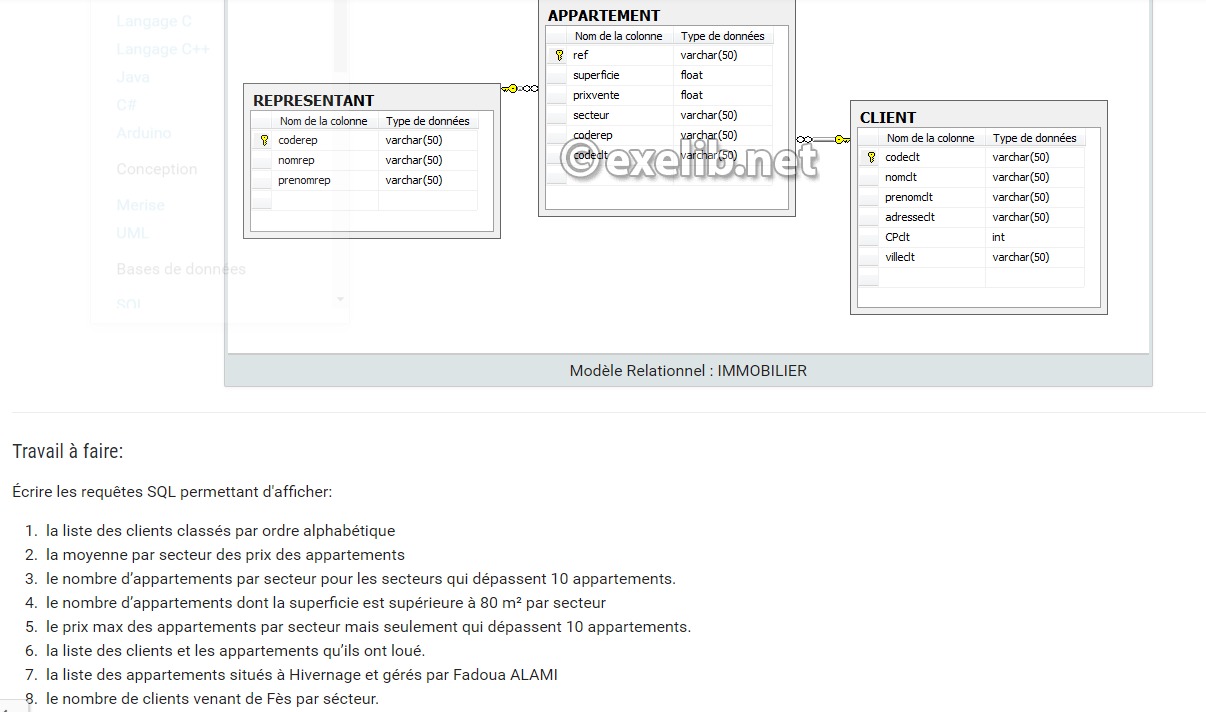 Langage C
Langage C++
Java
C#
Arduino
Conception
Merise
UML
Bases de données
SQL
REPRESENTANT
Nom de la colonne Type de données
coderep varchar(50)
nomrep varchar(50)
prenomrep varchar(50)
APPARTEMENT
Nom de la colonne Type de données
ref varchar(50)
superficie float
prixvente float
secteur varchar(50)
coderep varchar(50)
codeclt varchar(50)
©exelib.net
CLIENT
Nom de la colonne Type de données
codeclt varchar(50)
nomclt varchar(50)
prenomclt varchar(50)
adresseclt varchar(50)
CPclt int
villeclt varchar(50)
Modèle Relationnel : IMMOBILIER
Travail à faire:
Écrire les requêtes SQL permettant d'afficher:
1. la liste des clients classés par ordre alphabétique
2. la moyenne par secteur des prix des appartements
3. le nombre d’appartements par secteur pour les secteurs qui dépassent 10 appartements.
4. le nombre d’appartements dont la superficie est supérieure à 80 m² par secteur
5. le prix max des appartements par secteur mais seulement qui dépassent 10 appartements.
6. la liste des clients et les appartements qu’ils ont loué.
7. la liste des appartements situés à Hivernage et gérés par Fadoua ALAMI
8. le nombre de clients venant de Fès par sécteur.